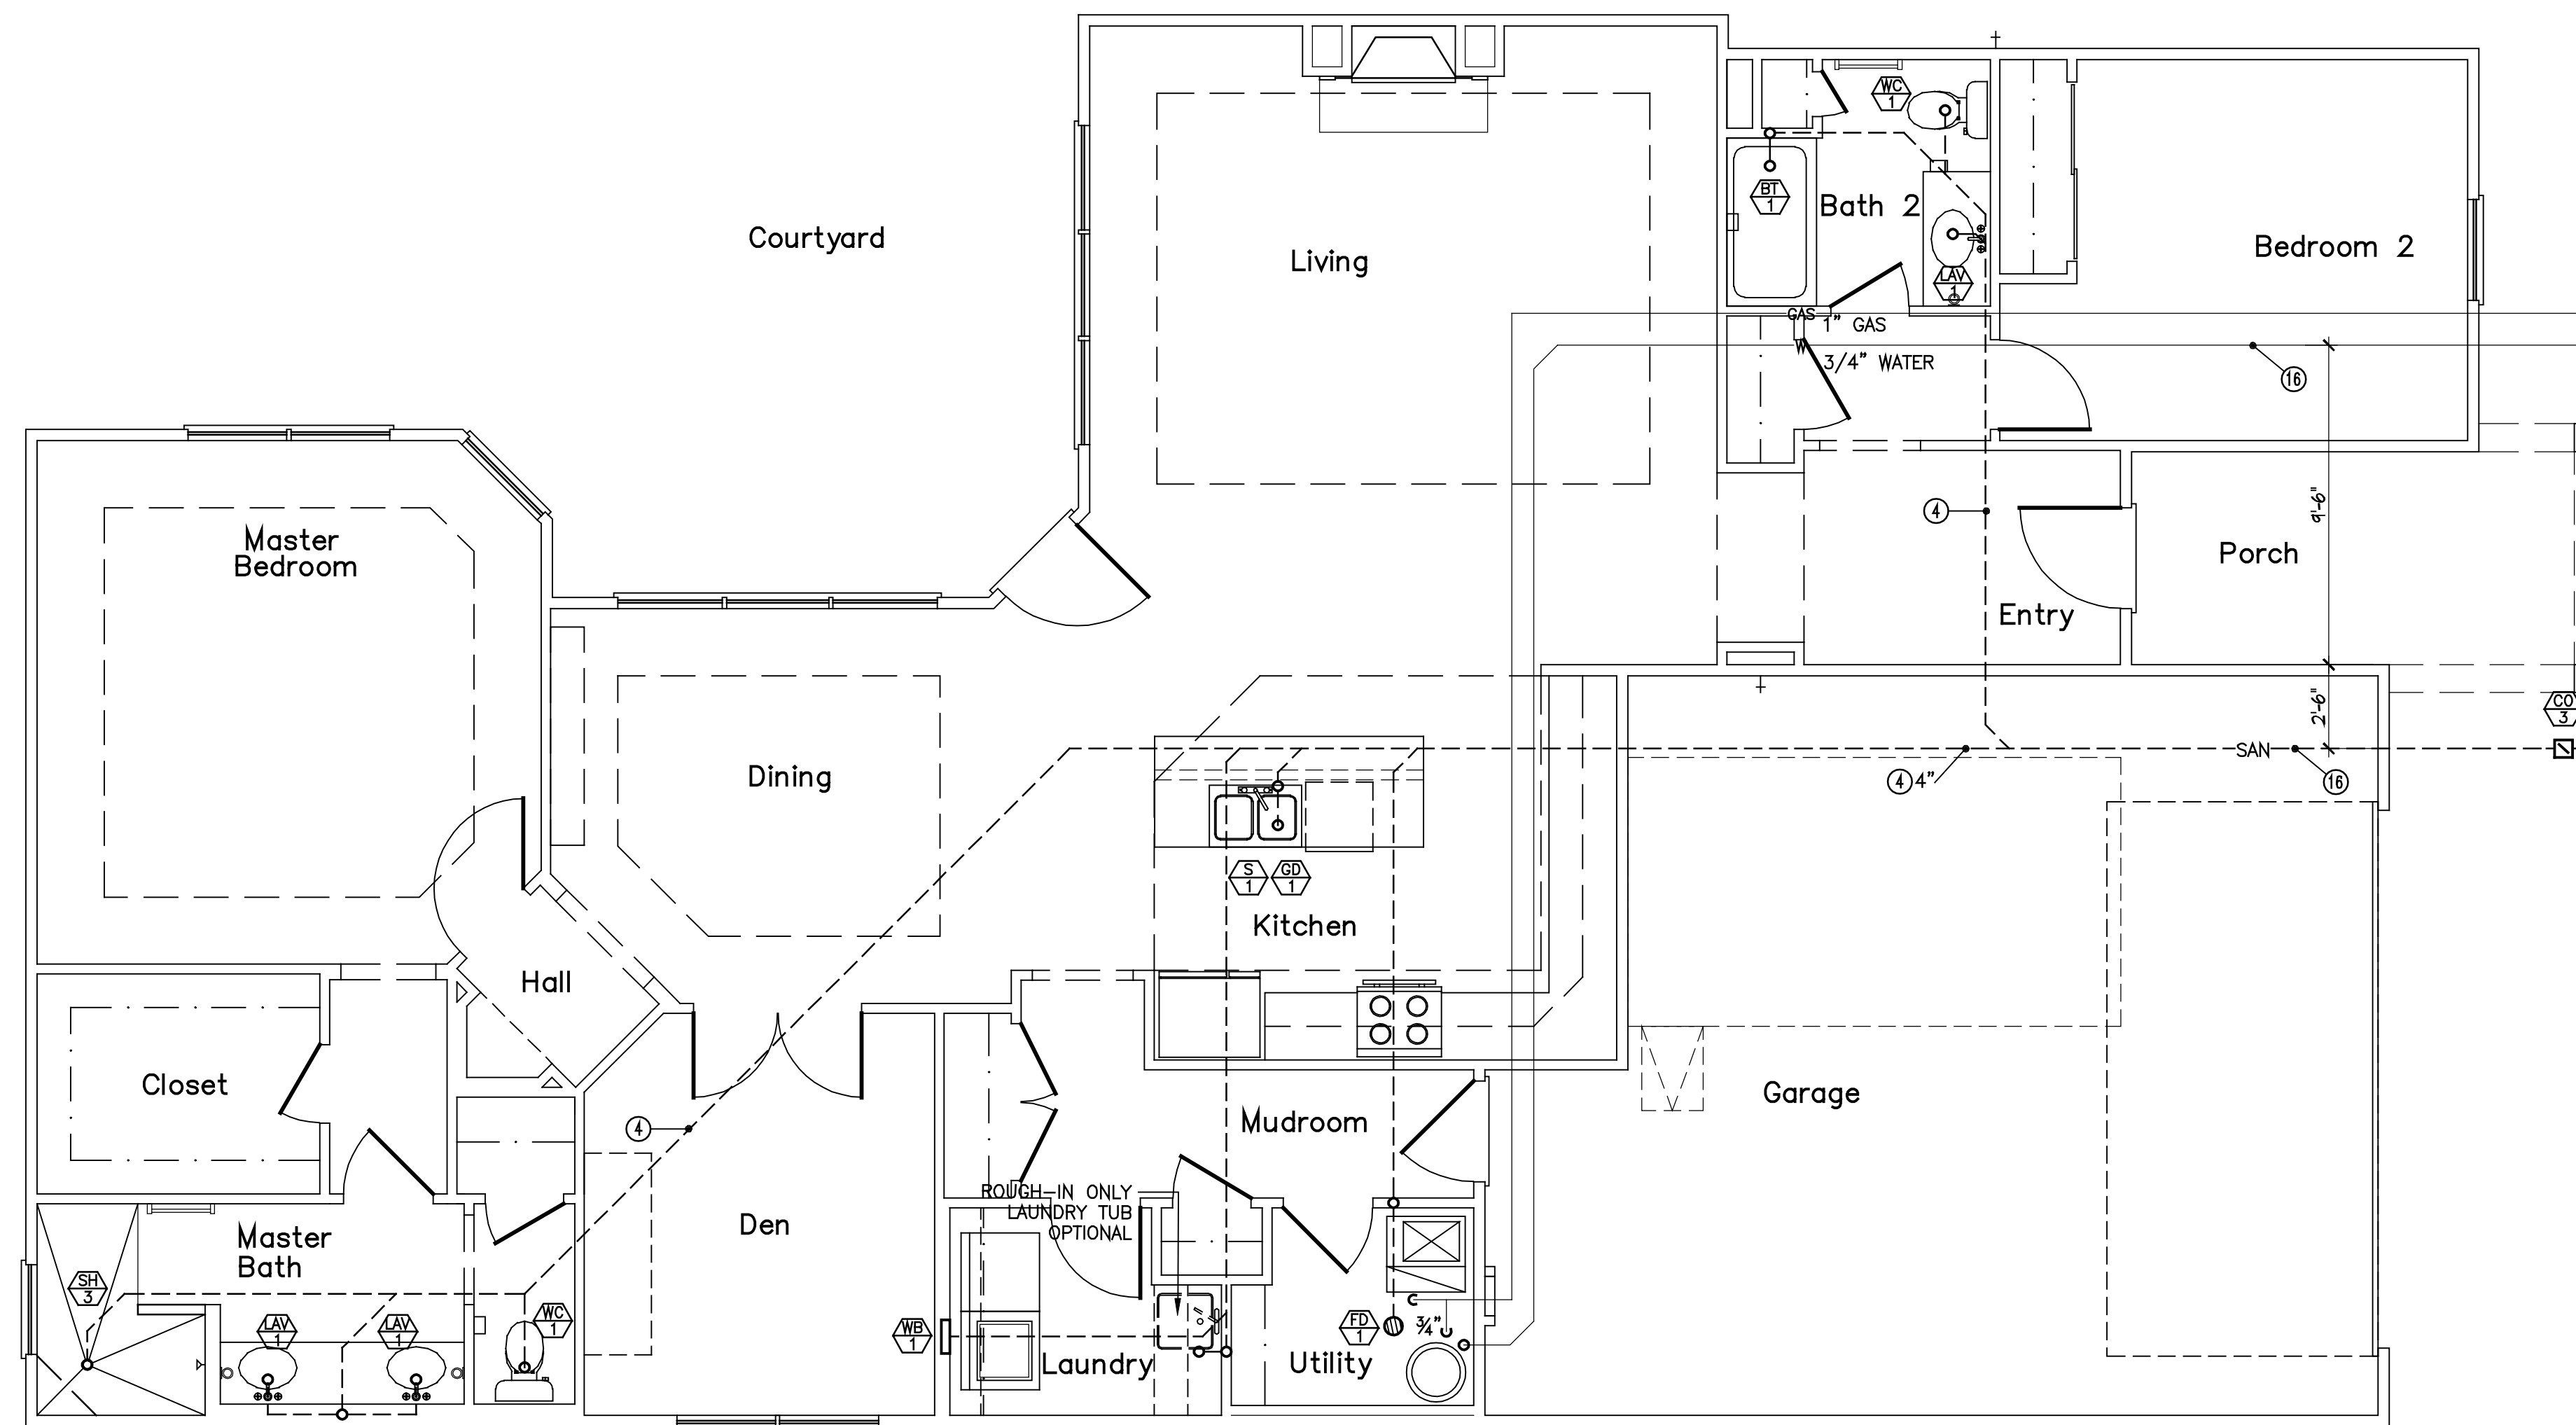 WC
1
BT
1
Bath 2
Courtyard
Living
Bedroom 2
LAV
1
GAS
1" GAS
W
3/4" WATER
16
9'-6"
4
Master
Bedroom
Porch
Entry
2'-6"
CO
3
SAN
Dining
4 4"
16
S
1
GD
1
Kitchen
Hall
Closet
Garage
4
Mudroom
ROUGH-IN ONLY
LAUNDRY TUB
OPTIONAL
Den
Master
Bath
SH
3
LAV
1
LAV
1
WC
1
WB
1
FD
1
3/4"
Laundry
Utility